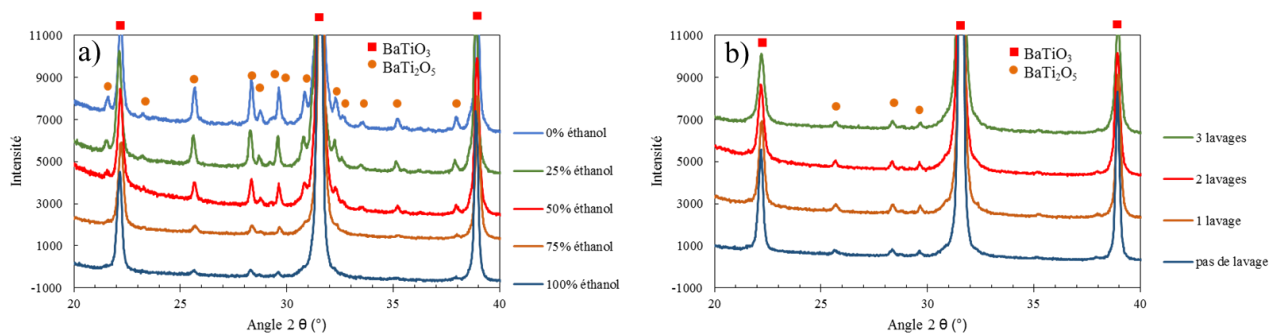 a)
BaTiO3
BaTi2O5
11000
9000
7000
5000
3000
1000
-1000
Intensité
20
25
30
35
40
Angle 2 θ (°)
0% éthanol
25% éthanol
50% éthanol
75% éthanol
100% éthanol
b)
BaTiO3
BaTi2O5
11000
9000
7000
5000
3000
1000
-1000
Intensité
20
25
30
35
40
Angle 2 θ (°)
3 lavages
2 lavages
1 lavage
pas de lavage